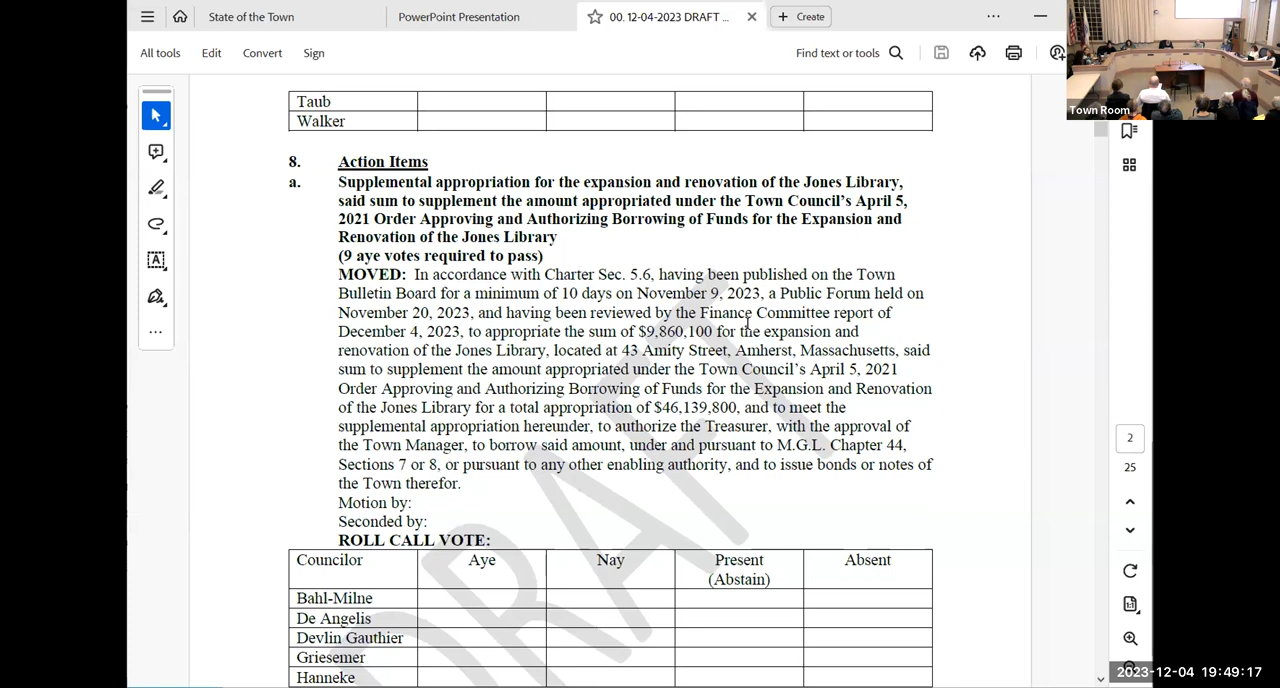 State of the Town
PowerPoint Presentation
00. 12-04-2023 DRAFT ...
Create
All tools
Edit
Convert
Sign
Find text or tools
Town Room
Taub
Walker
8. Action Items
a. Supplemental appropriation for the expansion and renovation of the Jones Library,
said sum to supplement the amount appropriated under the Town Council's April 5,
2021 Order Approving and Authorizing Borrowing of Funds for the Expansion and
Renovation of the Jones Library
(9 aye votes required to pass)
MOVED: In accordance with Charter Sec. 5.6, having been published on the Town
Bulletin Board for a minimum of 10 days on November 9, 2023, a Public Forum held on
November 20, 2023, and having been reviewed by the Finance Committee report of
December 4, 2023, to appropriate the sum of $9,860,100 for the expansion and
renovation of the Jones Library, located at 43 Amity Street, Amherst, Massachusetts, said
sum to supplement the amount appropriated under the Town Council's April 5, 2021
Order Approving and Authorizing Borrowing of Funds for the Expansion and Renovation
of the Jones Library for a total appropriation of $46,139,800, and to meet the
supplemental appropriation hereunder, to authorize the Treasurer, with the approval of
the Town Manager, to borrow said amount, under and pursuant to M.G.L. Chapter 44,
Sections 7 or 8, or pursuant to any other enabling authority, and to issue bonds or notes of
the Town therefor.
Motion by:
Seconded by:
ROLL CALL VOTE:
Councilor Aye Nay Present Absent
(Abstain)
Bahl-Milne
De Angelis
Devlin Gauthier
Griesemer
Hanneke
DRAFT
2
25
2023-12-04 19:49:17